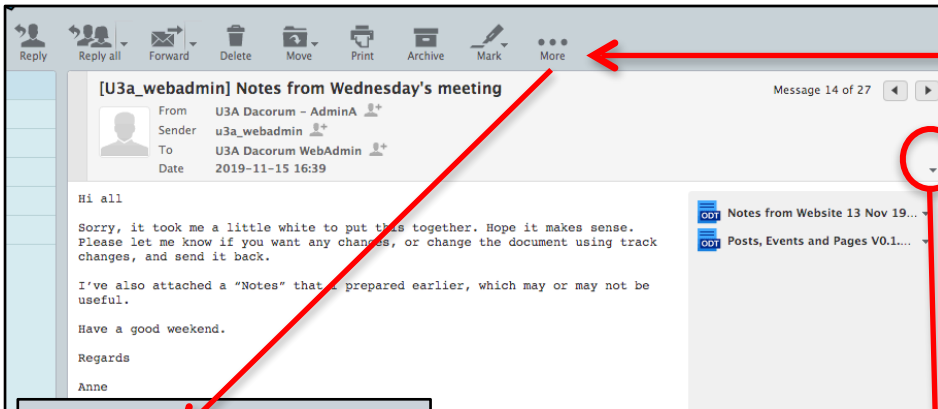 Reply Reply all Forward Delete Move Print Archive Mark More
[U3a_webadmin] Notes from Wednesday's meeting
Message 14 of 27
From U3A Dacorum – AdminA
Sender u3a_webadmin
To U3A Dacorum WebAdmin
Date 2019-11-15 16:39
Hi all
Sorry, it took me a little white to put this together. Hope it makes sense.
Please let me know if you want any changes, or change the document using track
changes, and send it back.
I've also attached a “Notes” that I prepared earlier, which may or may not be
useful.
Have a good weekend.
Regards
Anne
ODT Notes from Website 13 Nov 19...
ODT Posts, Events and Pages V0.1....